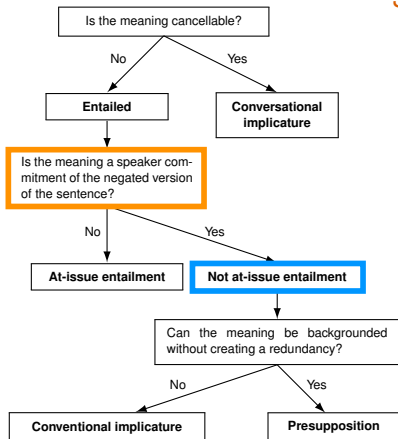 Is the meaning cancellable?
No
Yes
Entailed
Conversational
implicature
Is the meaning a speaker com-
mitment of the negated version
of the sentence?
No
Yes
At-issue entailment
Not at-issue entailment
Can the meaning be backgrounded
without creating a redundancy?
No
Yes
Conventional implicature
Presupposition